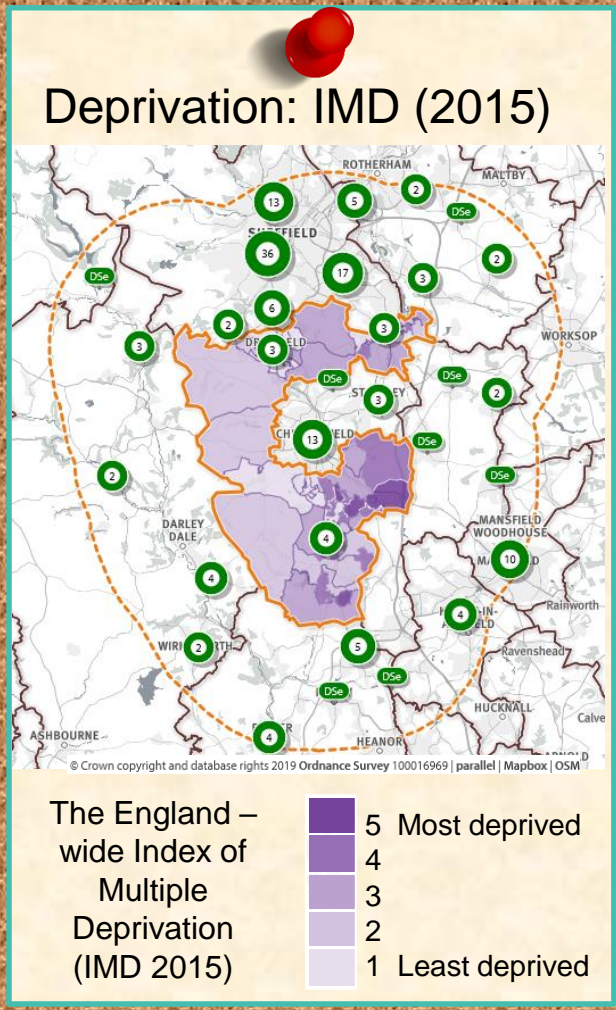 Deprivation: IMD (2015)
ROTHERHAM
MALTBY
2
13
5
DSe
SHEFFIELD
36
2
17
3
DSe
6
2
3
WORKSOP
3
3
DSe
DSe
2
3
13
DSe
2
DSe
MANSFIELD
WOODHOUSE
DARLEY
DALE
4
10
4
Rainworth
4
2
5
Ravenshead
DSe
DSe
HUCKNALL
Calve
4
ASHBOURNE
HEANOR
© Crown copyright and database rights 2019 Ordnance Survey 100016969 | parallel | Mapbox | OSM
The England –
wide Index of
Multiple
Deprivation
(IMD 2015)
5 Most deprived
4
3
2
1 Least deprived